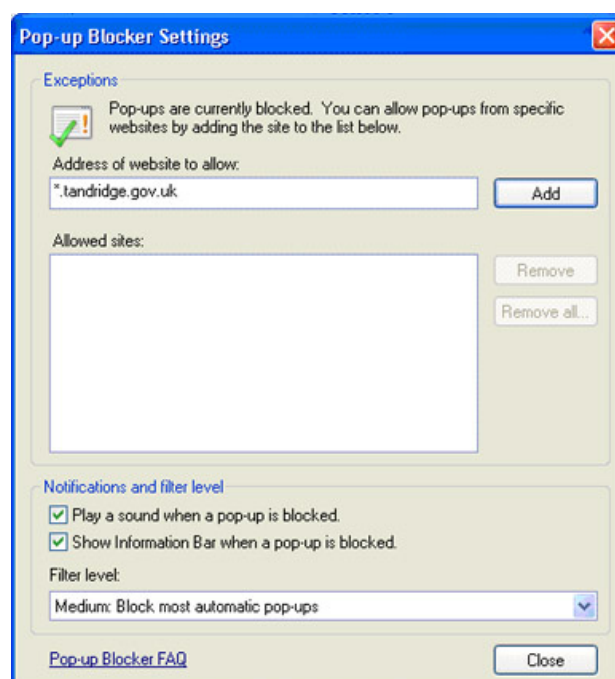 Pop-up Blocker Settings
Exceptions
Pop-ups are currently blocked. You can allow pop-ups from specific
websites by adding the site to the list below.
Address of website to allow:
*.tandridge.gov.uk
Add
Allowed sites:
Remove
Remove all...
Notifications and filter level
Play a sound when a pop-up is blocked.
Show Information Bar when a pop-up is blocked.
Filter level:
Medium: Block most automatic pop-ups
Pop-up Blocker FAQ
Close